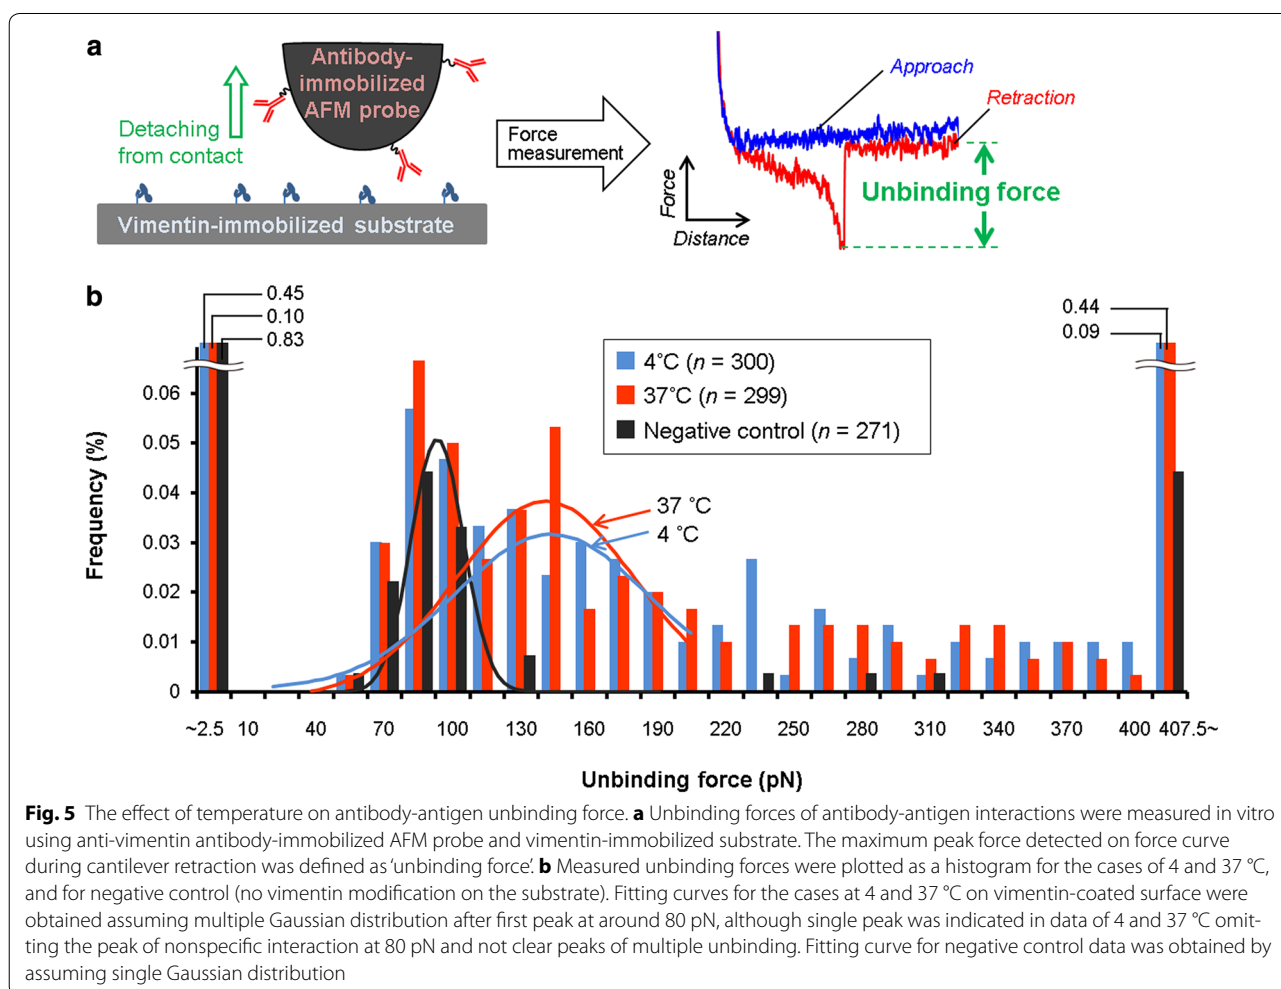 a
Antibody-
immobilized
AFM probe
Detaching
from contact
Vimentin-immobilized substrate
Force
measurement
Approach
Retraction
Unbinding force
Force
Distance
b
0.45
0.10
0.83
0.44
0.09
4°C (n = 300)
37°C (n = 299)
Negative control (n = 271)
37 °C
4 °C
Frequency (%)
0.06
0.05
0.04
0.03
0.02
0.01
0
~2.5 10 40 70 100 130 160 190 220 250 280 310 340 370 400 407.5~
Unbinding force (pN)
Fig. 5 The effect of temperature on antibody-antigen unbinding force. a Unbinding forces of antibody-antigen interactions were measured in vitro
using anti-vimentin antibody-immobilized AFM probe and vimentin-immobilized substrate. The maximum peak force detected on force curve
during cantilever retraction was defined as ‘unbinding force’. b Measured unbinding forces were plotted as a histogram for the cases of 4 and 37 °C,
and for negative control (no vimentin modification on the substrate). Fitting curves for the cases at 4 and 37 °C on vimentin-coated surface were
obtained assuming multiple Gaussian distribution after first peak at around 80 pN, although single peak was indicated in data of 4 and 37 °C omit-
ting the peak of nonspecific interaction at 80 pN and not clear peaks of multiple unbinding. Fitting curve for negative control data was obtained by
assuming single Gaussian distribution